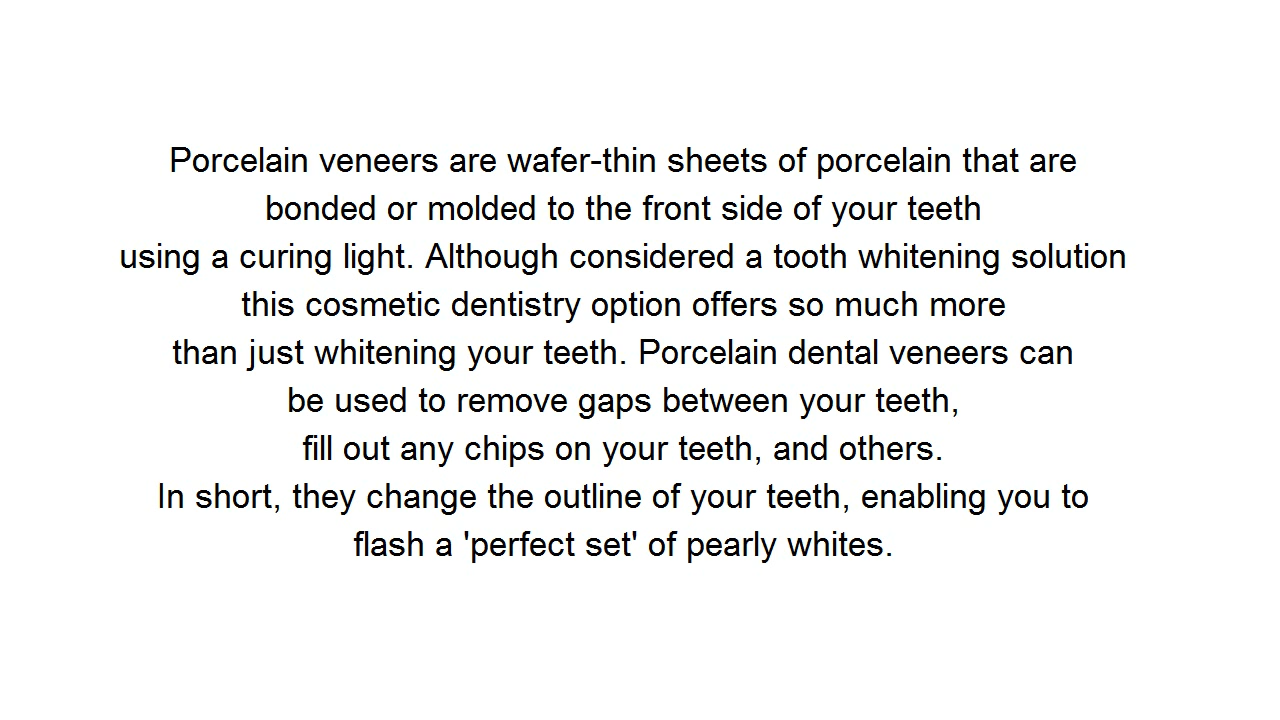 Porcelain veneers are wafer-thin sheets of porcelain that are
bonded or molded to the front side of your teeth
using a curing light. Although considered a tooth whitening solution
this cosmetic dentistry option offers so much more
than just whitening your teeth. Porcelain dental veneers can
be used to remove gaps between your teeth,
fill out any chips on your teeth, and others.
In short, they change the outline of your teeth, enabling you to
flash a 'perfect set' of pearly whites.